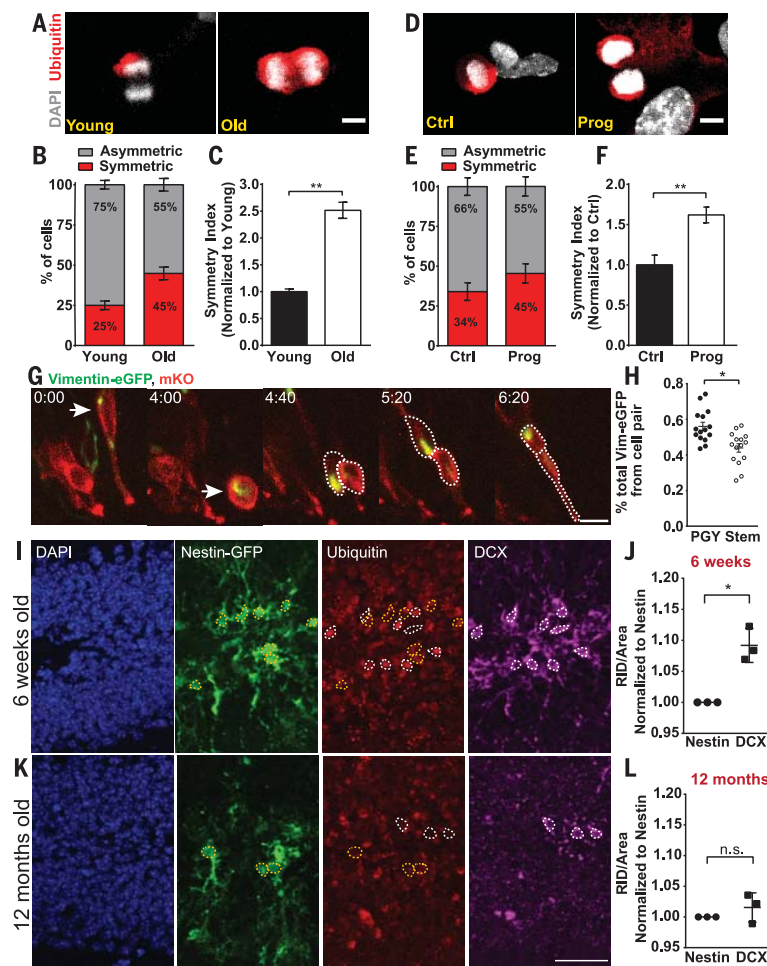 A
D
DAPI Ubiquitin
Young
Old
Ctrl
Prog
B
Asymmetric
Symmetric
% of cells
100
75
50
25
0
75%
55%
25%
45%
Young Old
C
Symmetry Index
(Normalized to Young)
3.0
2.5
2.0
1.5
1.0
0.5
0.0
**
Young Old
E
Asymmetric
Symmetric
% of cells
100
75
50
25
0
66%
55%
34%
45%
Ctrl Prog
F
Symmetry Index
(Normalized to Ctrl)
2.0
1.5
1.0
0.5
0.0
**
Ctrl Prog
G
Vimentin-eGFP, mKO
0:00
4:00
4:40
5:20
6:20
H
% total Vim-eGFP
from cell pair
0.8
0.6
0.4
0.2
0.0
*
PGY Stem
I
6 weeks old
DAPI
Nestin-GFP
Ubiquitin
DCX
J
6 weeks
RID/Area
Normalized to Nestin
1.20
1.15
1.10
1.05
1.00
0.95
*
Nestin DCX
K
12 months old
L
12 months
RID/Area
Normalized to Nestin
1.20
1.15
1.10
1.05
1.00
0.95
n.s.
Nestin DCX